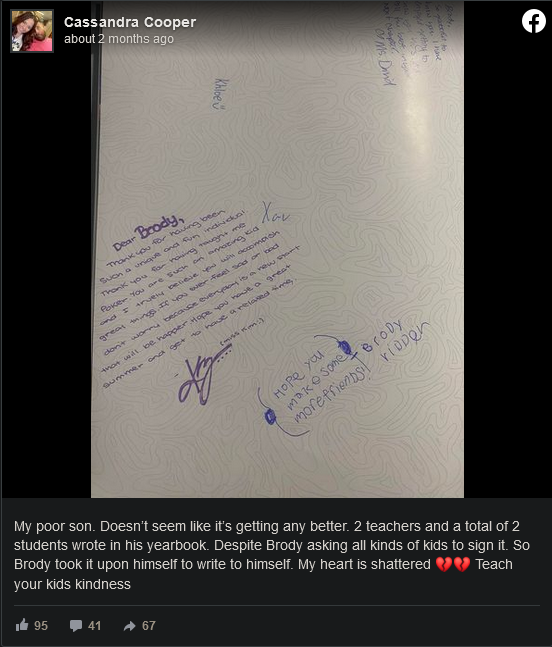 Cassandra Cooper
about 2 months ago
Mr. David
Khloe
Xav
Dear Brody,
Thank you for having been
such a unique and fun individual
Thank you for having taught me
Poker. You are such an amazing kid
and I truely believe you will accomplish
great things. If you ever feel sad or bad
don't worry because everyday is a new start
that will be happier. Hope you have a great
summer and get to have a relaxed time.
(miss Kim :)
Hope you
make some
more friends!
- Brody
ridder
My poor son. Doesn't seem like it's getting any better. 2 teachers and a total of 2
students wrote in his yearbook. Despite Brody asking all kinds of kids to sign it. So
Brody took it upon himself to write to himself. My heart is shattered 💔💔 Teach
your kids kindness
95 41 67